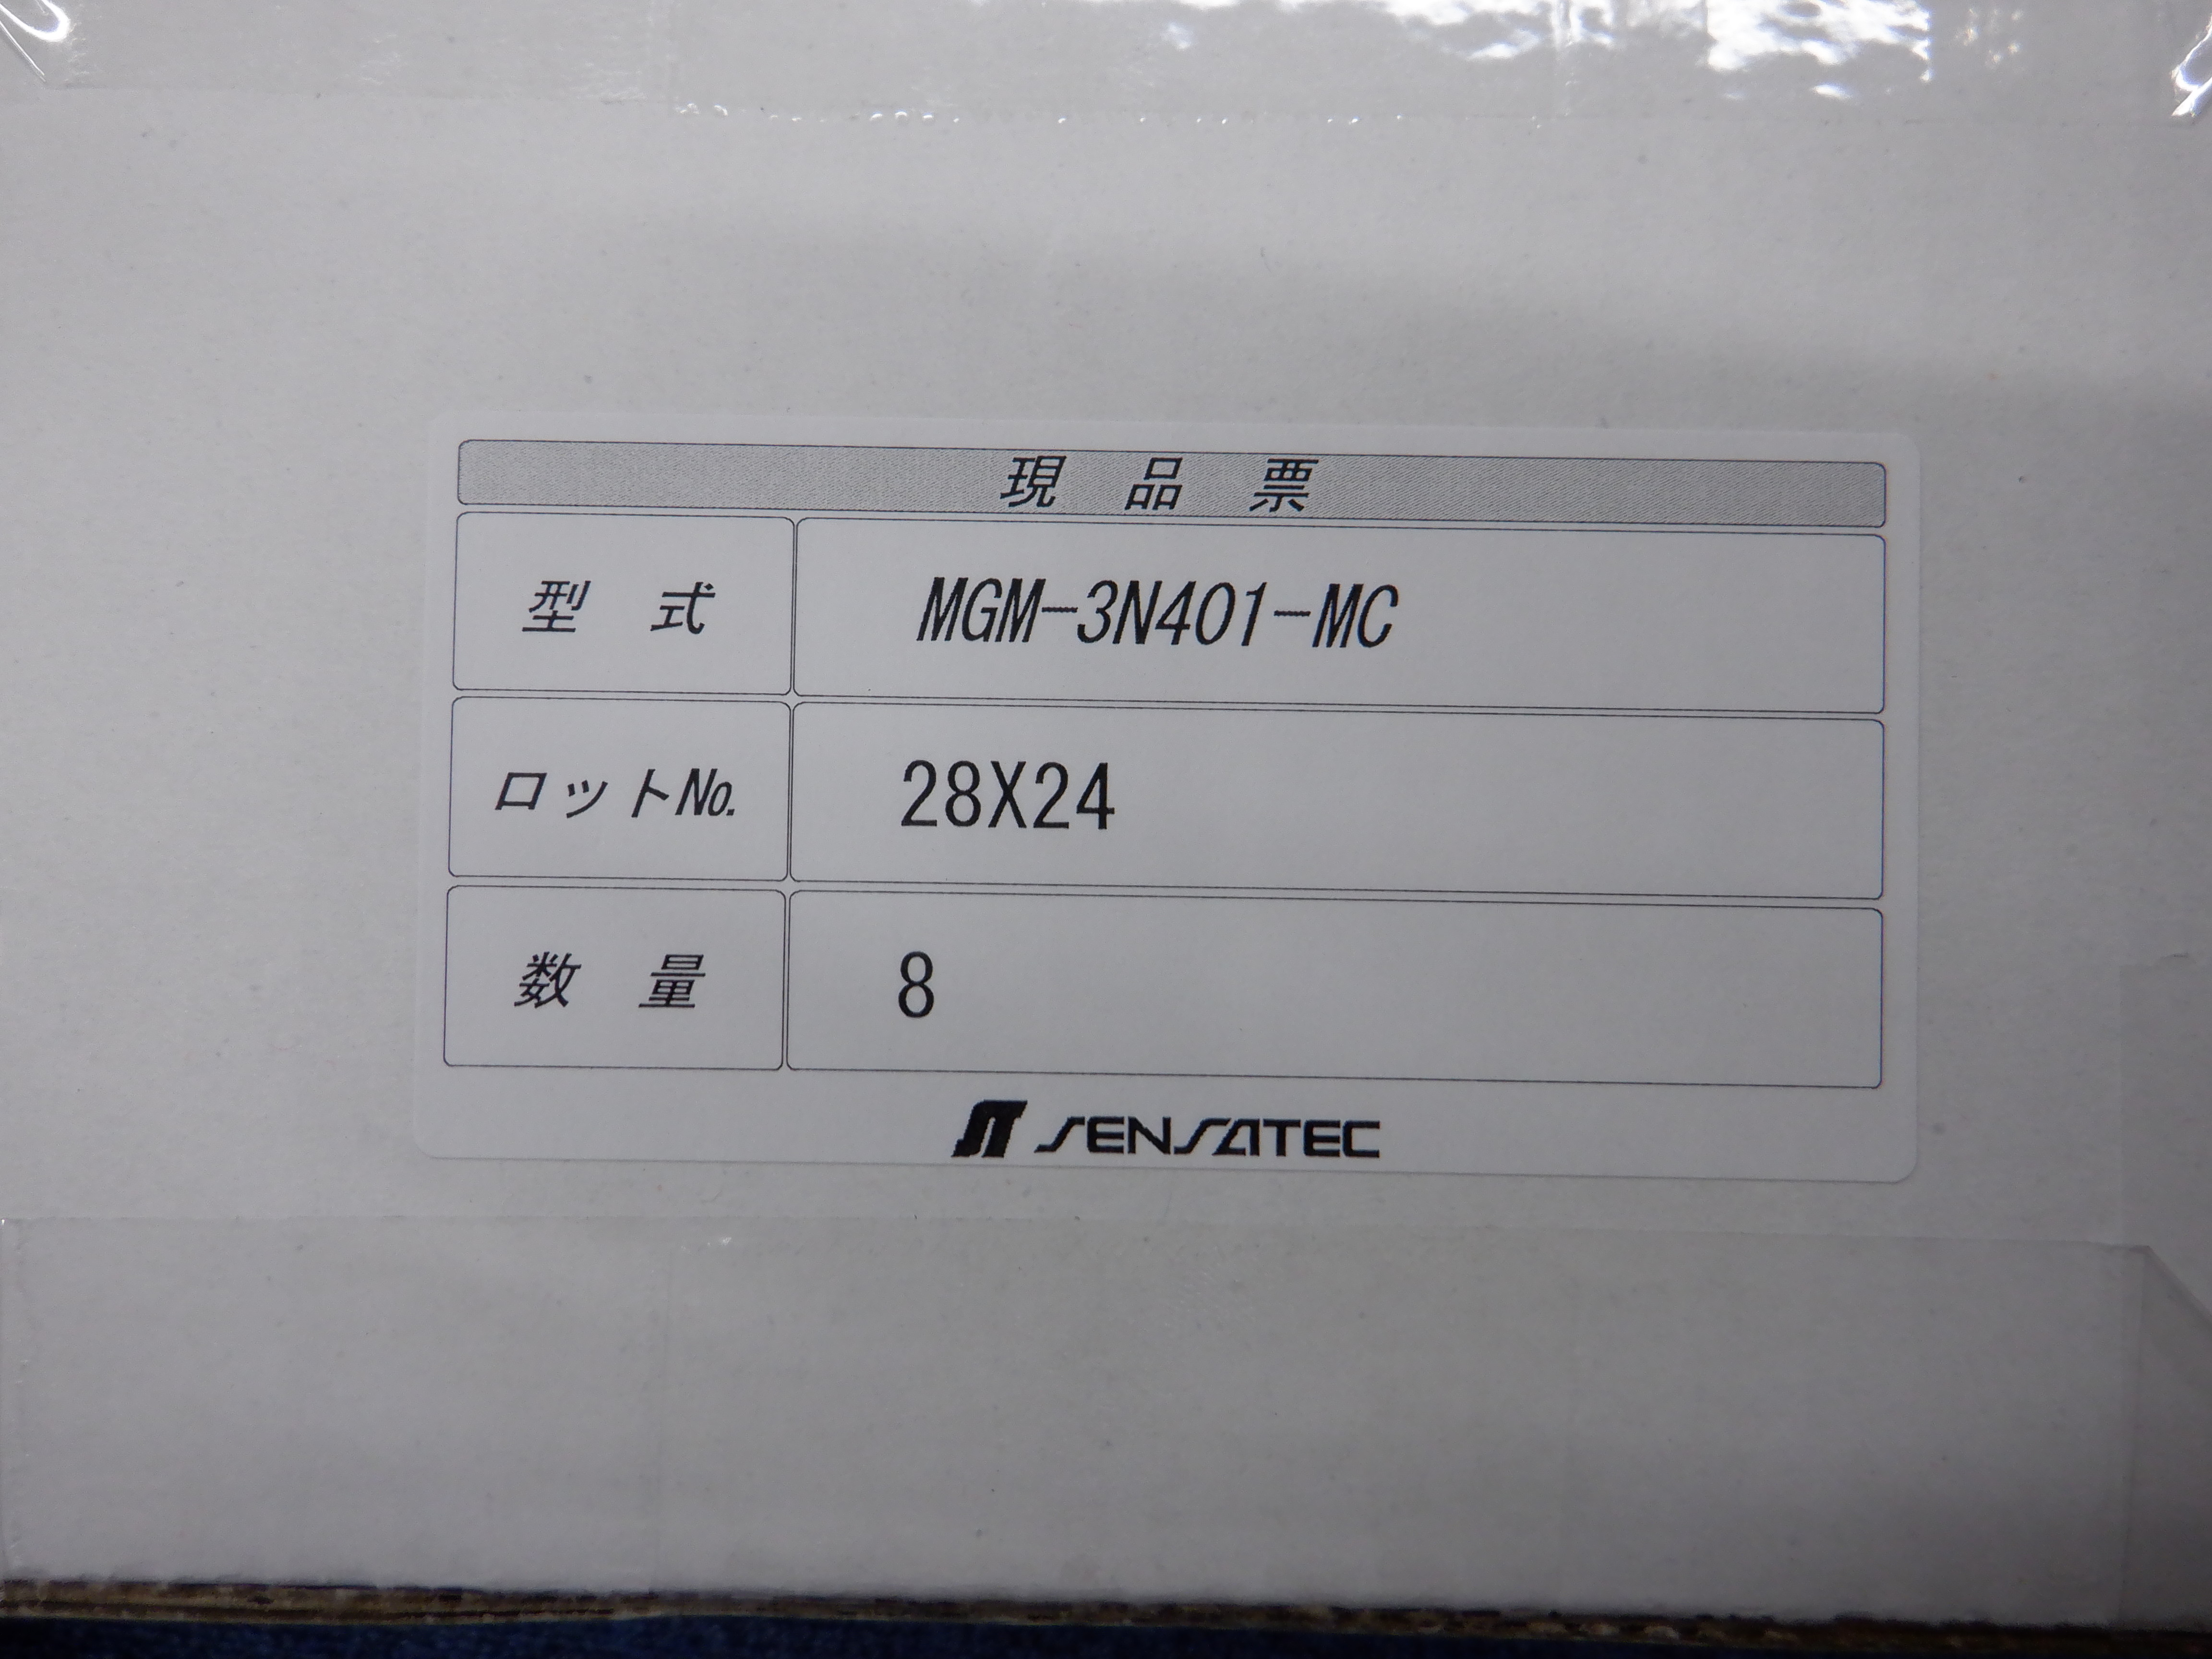 現 品 票
型 式 MGM-3N401-MC
ロットNo. 28X24
数 量 8
SENSATEC